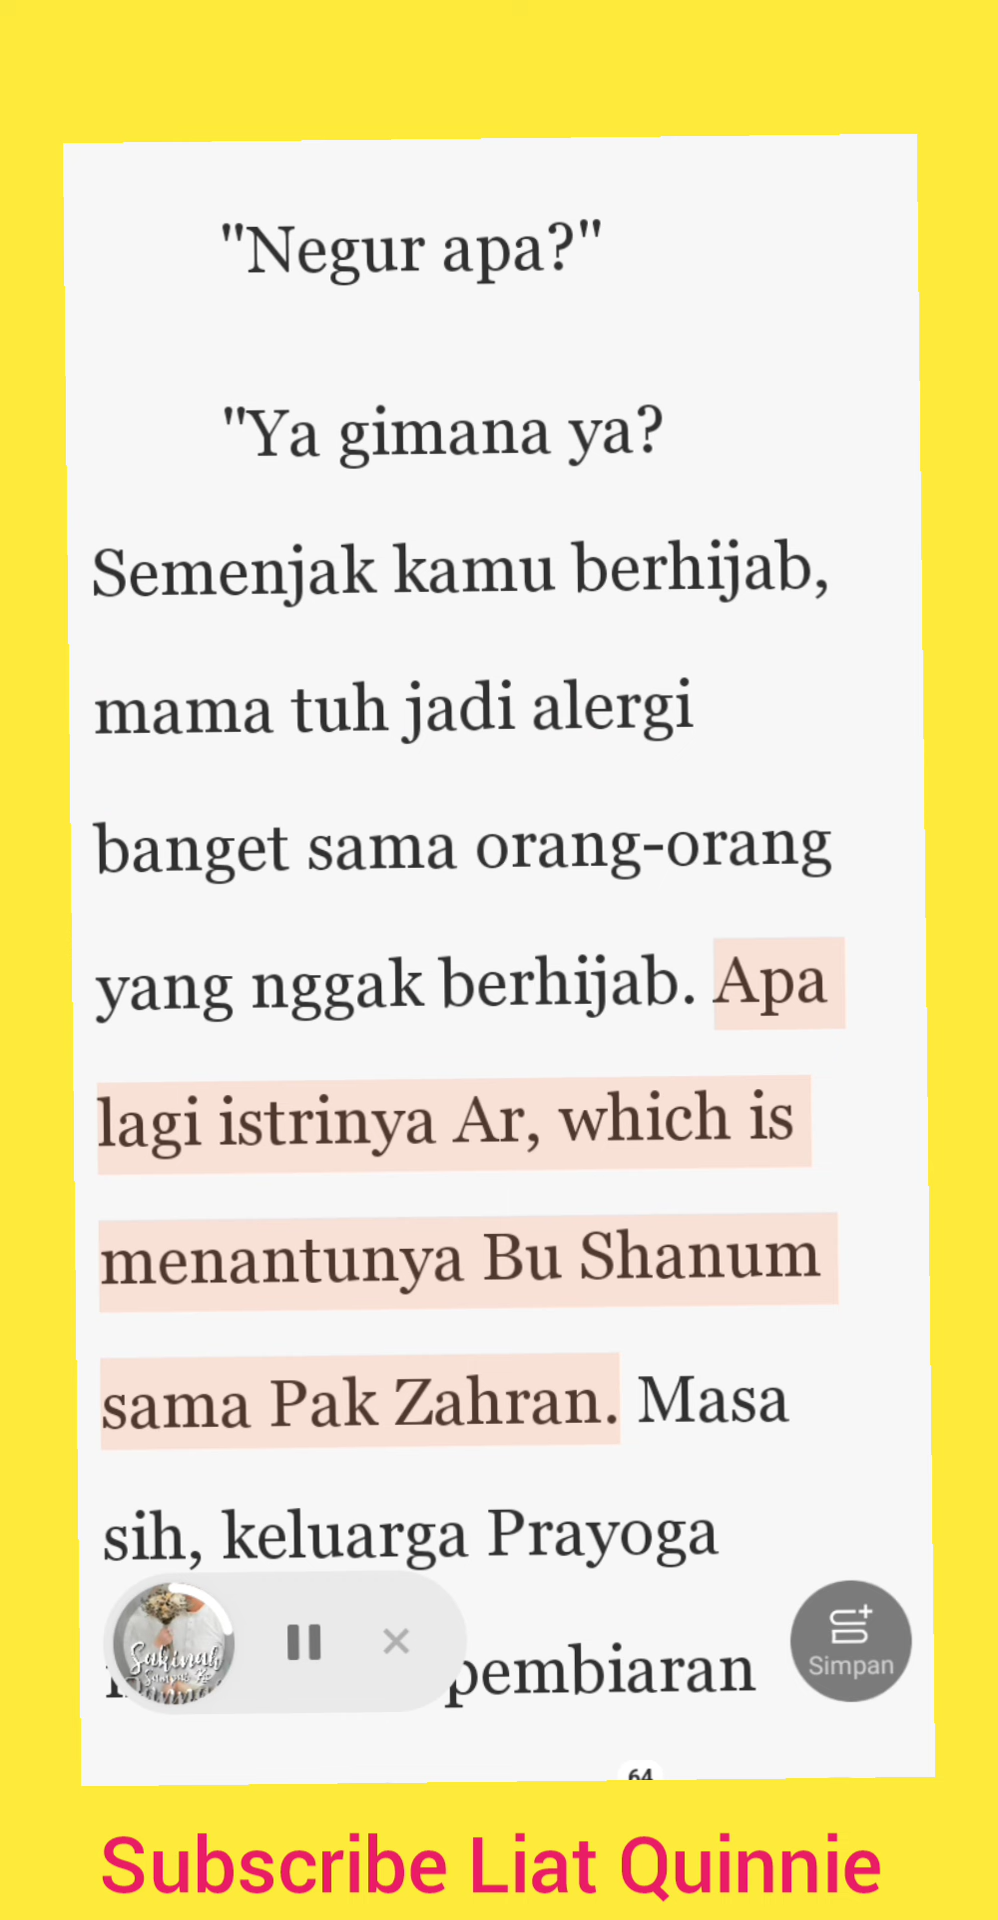 "Negur apa?"
"Ya gimana ya?
Semenjak kamu berhijab,
mama tuh jadi alergi
banget sama orang-orang
yang nggak berhijab. Apa
lagi istrinya Ar, which is
menantunya Bu Shanum
sama Pak Zahran. Masa
sih, keluarga Prayoga
pembiaran
Sakinah
Simpan
64
Subscribe Liat Quinnie